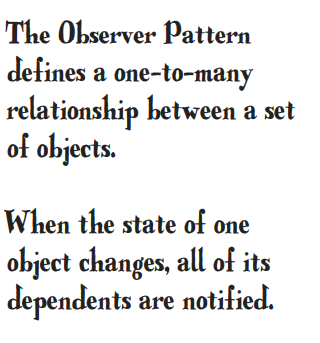 The Observer Pattern
defines a one-to-many
relationship between a set
of objects.
When the state of one
object changes, all of its
dependents are notified.